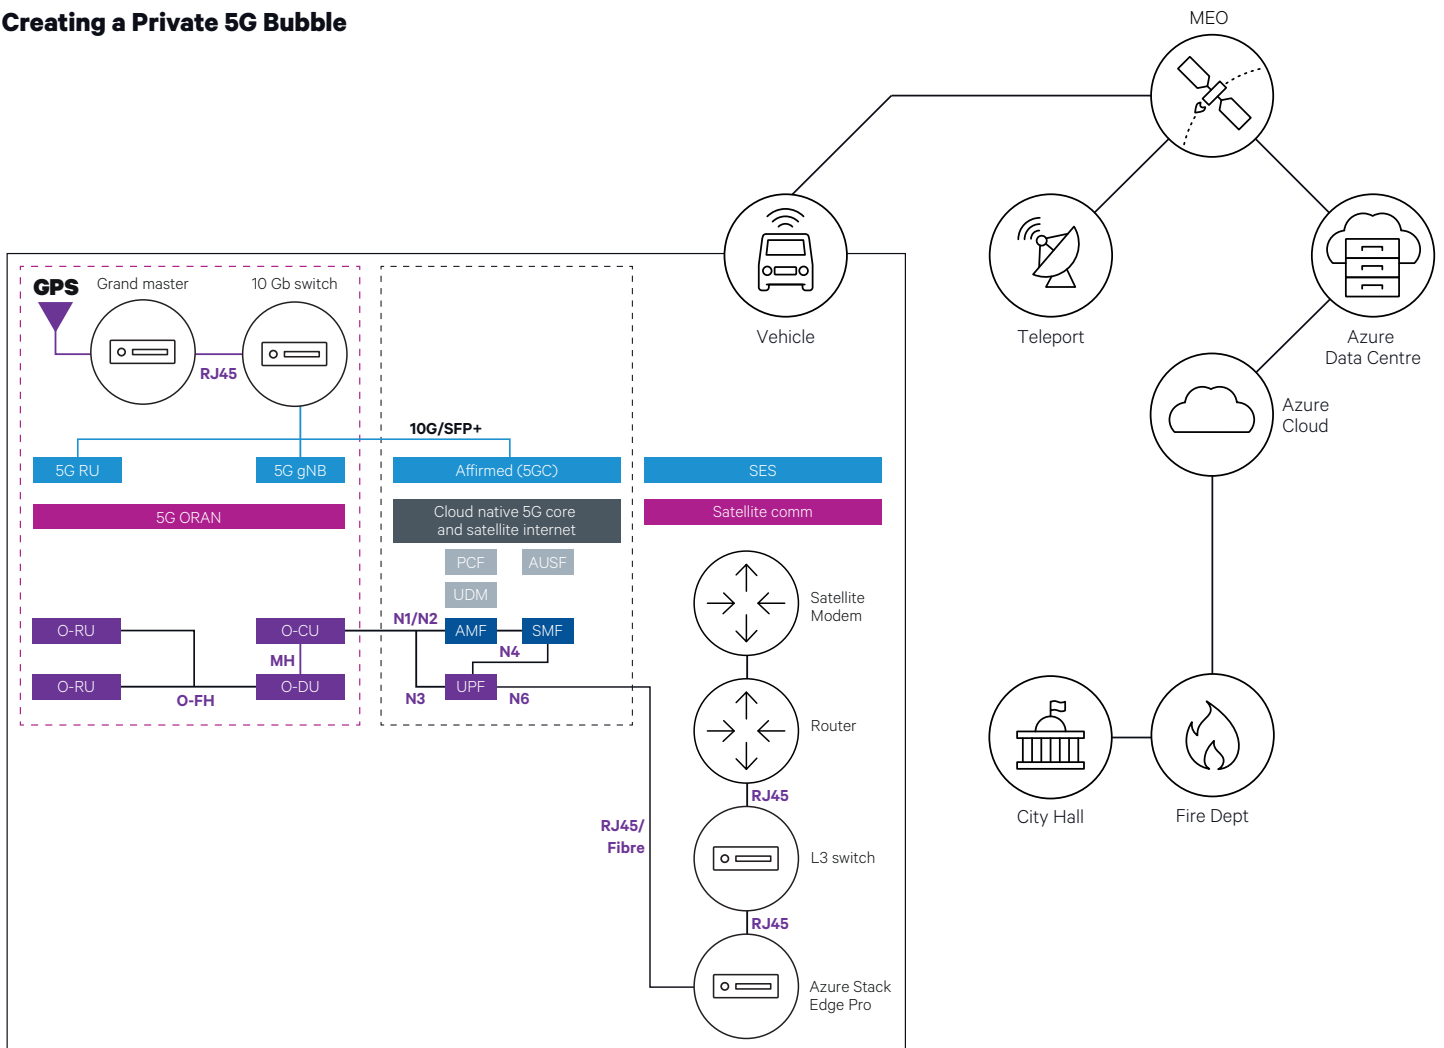 Creating a Private 5G Bubble
MEO
Vehicle
Teleport
Azure
Data Centre
Azure
Cloud
City Hall
Fire Dept
GPS
Grand master
10 Gb switch
RJ45
10G/SFP+
5G RU
5G gNB
Affirmed (5GC)
SES
5G ORAN
Cloud native 5G core
and satellite internet
Satellite comm
PCF
AUSF
UDM
O-RU
O-CU
N1/N2
AMF
SMF
MH
N4
O-RU
O-FH
O-DU
N3
UPF
N6
Satellite
Modem
Router
RJ45
RJ45/
Fibre
L3 switch
RJ45
Azure Stack
Edge Pro